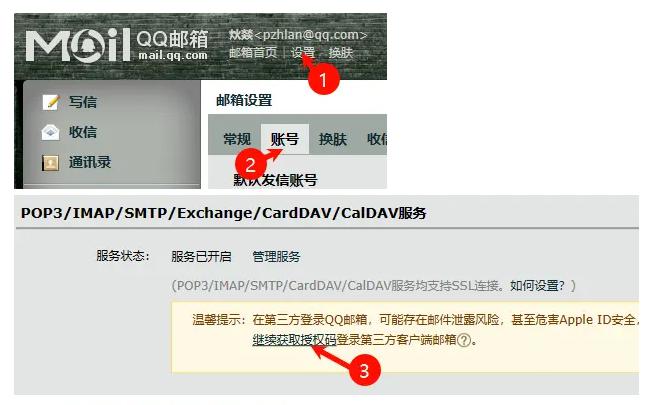 MOil QQ邮箱
mail.qq.com
炏燚<pzhlan@qq.com>
邮箱首页 | 设置 | 换肤
1
写信
收信
通讯录
邮箱设置
常规 账号 换肤 收信
2
默认发信账号
POP3/IMAP/SMTP/Exchange/CardDAV/CalDAV服务
服务状态： 服务已开启 管理服务
(POP3/IMAP/SMTP/CardDAV/CalDAV服务均支持SSL连接。如何设置？)
温馨提示：在第三方登录QQ邮箱，可能存在邮件泄露风险，甚至危害Apple ID安全，
继续获取授权码登录第三方客户端邮箱?。
3